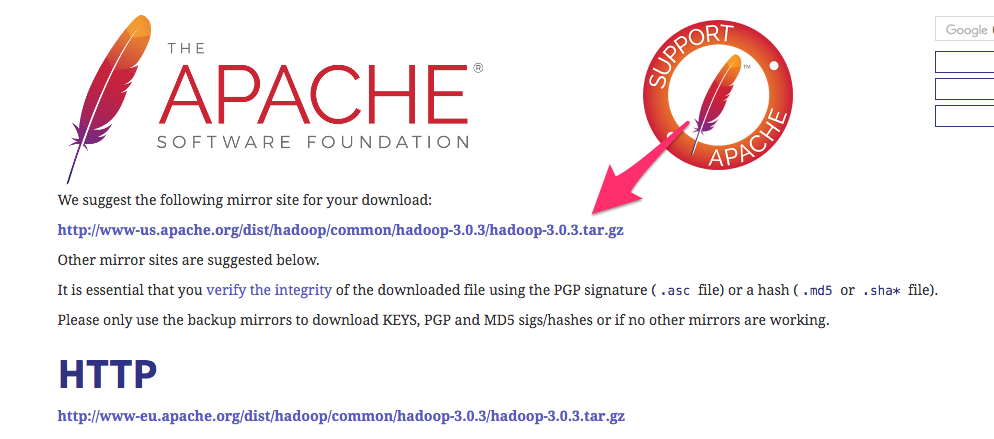 THE
APACHE®
SOFTWARE FOUNDATION
SUPPORT
APACHE
™
Google
We suggest the following mirror site for your download:
http://www-us.apache.org/dist/hadoop/common/hadoop-3.0.3/hadoop-3.0.3.tar.gz
Other mirror sites are suggested below.
It is essential that you verify the integrity of the downloaded file using the PGP signature ( .asc file) or a hash ( .md5 or .sha* file).
Please only use the backup mirrors to download KEYS, PGP and MD5 sigs/hashes or if no other mirrors are working.
HTTP
http://www-eu.apache.org/dist/hadoop/common/hadoop-3.0.3/hadoop-3.0.3.tar.gz